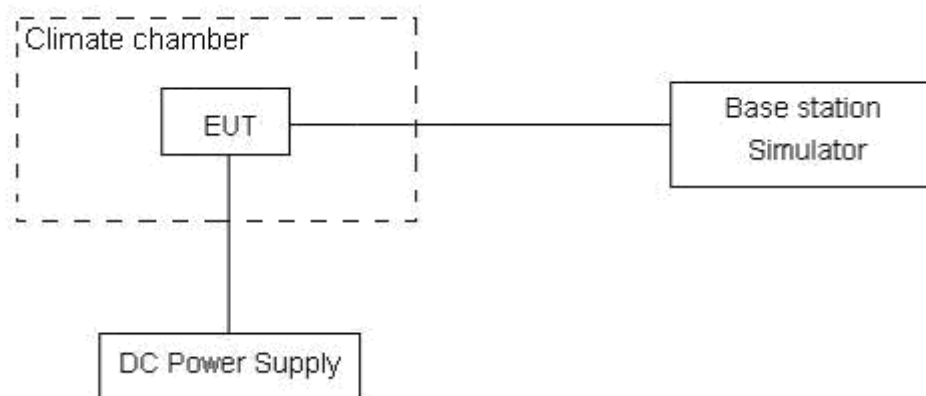 Climate chamber
EUT
Base station
Simulator
DC Power Supply